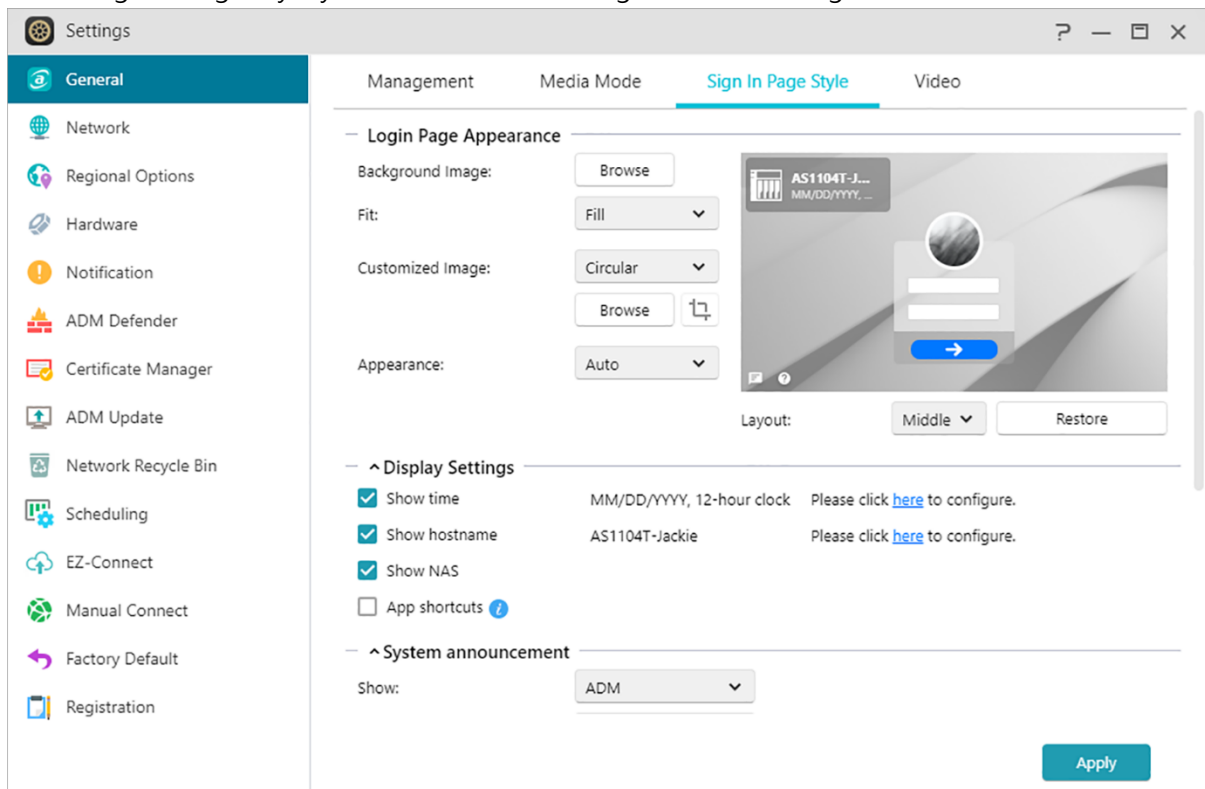 Settings
General
Network
Regional Options
Hardware
Notification
ADM Defender
Certificate Manager
ADM Update
Network Recycle Bin
Scheduling
EZ-Connect
Manual Connect
Factory Default
Registration
Management Media Mode Sign In Page Style Video
Login Page Appearance
Background Image: Browse
Fit: Fill
Customized Image: Circular
Browse
Appearance: Auto
AS1104T-J...
MM/DD/YYYY, ...
Layout: Middle Restore
Display Settings
Show time MM/DD/YYYY, 12-hour clock Please click here to configure.
Show hostname AS1104T-Jackie Please click here to configure.
Show NAS
App shortcuts
System announcement
Show: ADM
Apply